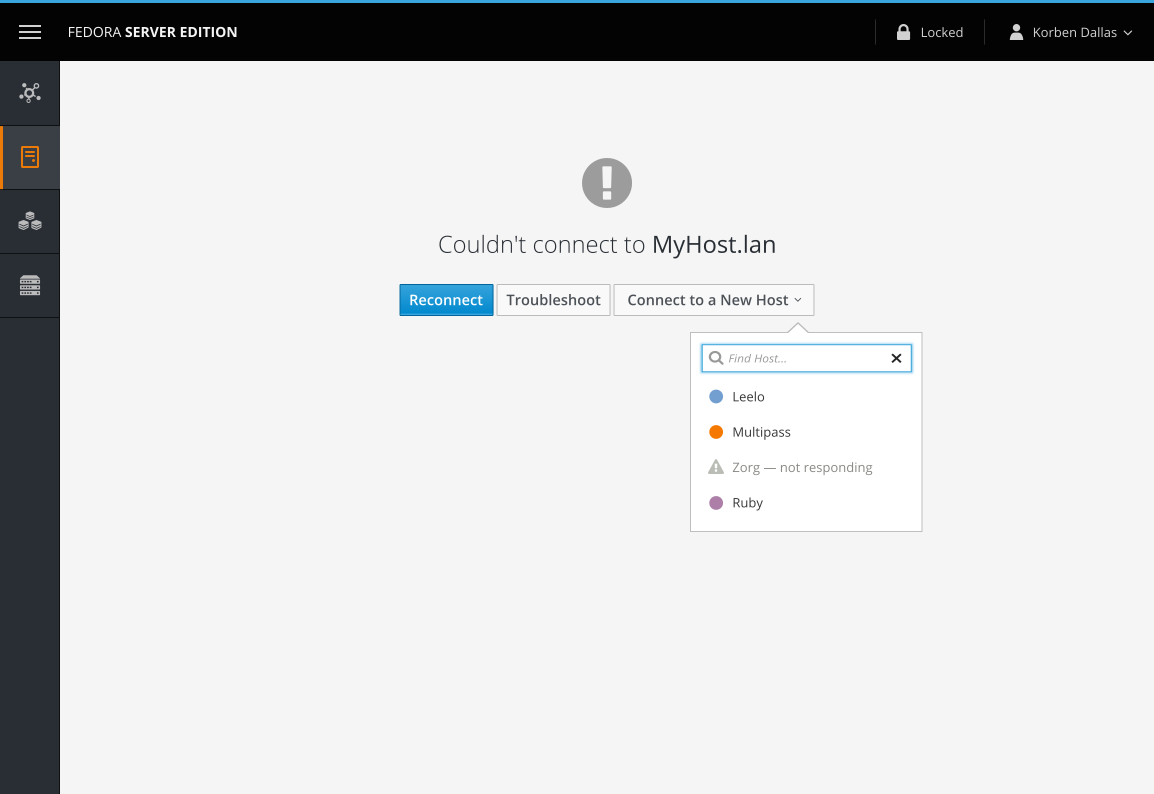 FEDORA SERVER EDITION
Locked
Korben Dallas
Couldn't connect to MyHost.lan
Reconnect
Troubleshoot
Connect to a New Host
Find Host...
Leelo
Multipass
Zorg — not responding
Ruby